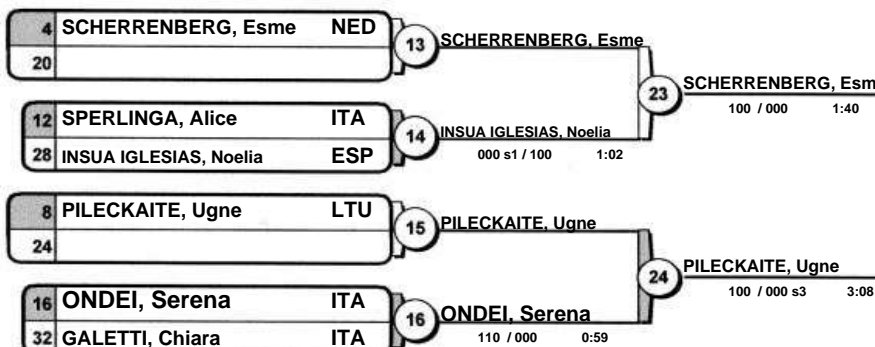 4 SCHERRENBERG, Esme NED
20
13
SCHERRENBERG, Esme
12 SPERLINGA, Alice ITA
28 INSUA IGLESIAS, Noelia ESP
14
INSUA IGLESIAS, Noelia
000 s1 / 100 1:02
23
SCHERRENBERG, Esm
100 / 000 1:40
8 PILECKAITE, Ugne LTU
24
15
PILECKAITE, Ugne
16 ONDEI, Serena ITA
32 GALETTI, Chiara ITA
16
ONDEI, Serena
110 / 000 0:59
24
PILECKAITE, Ugne
100 / 000 s3 3:08